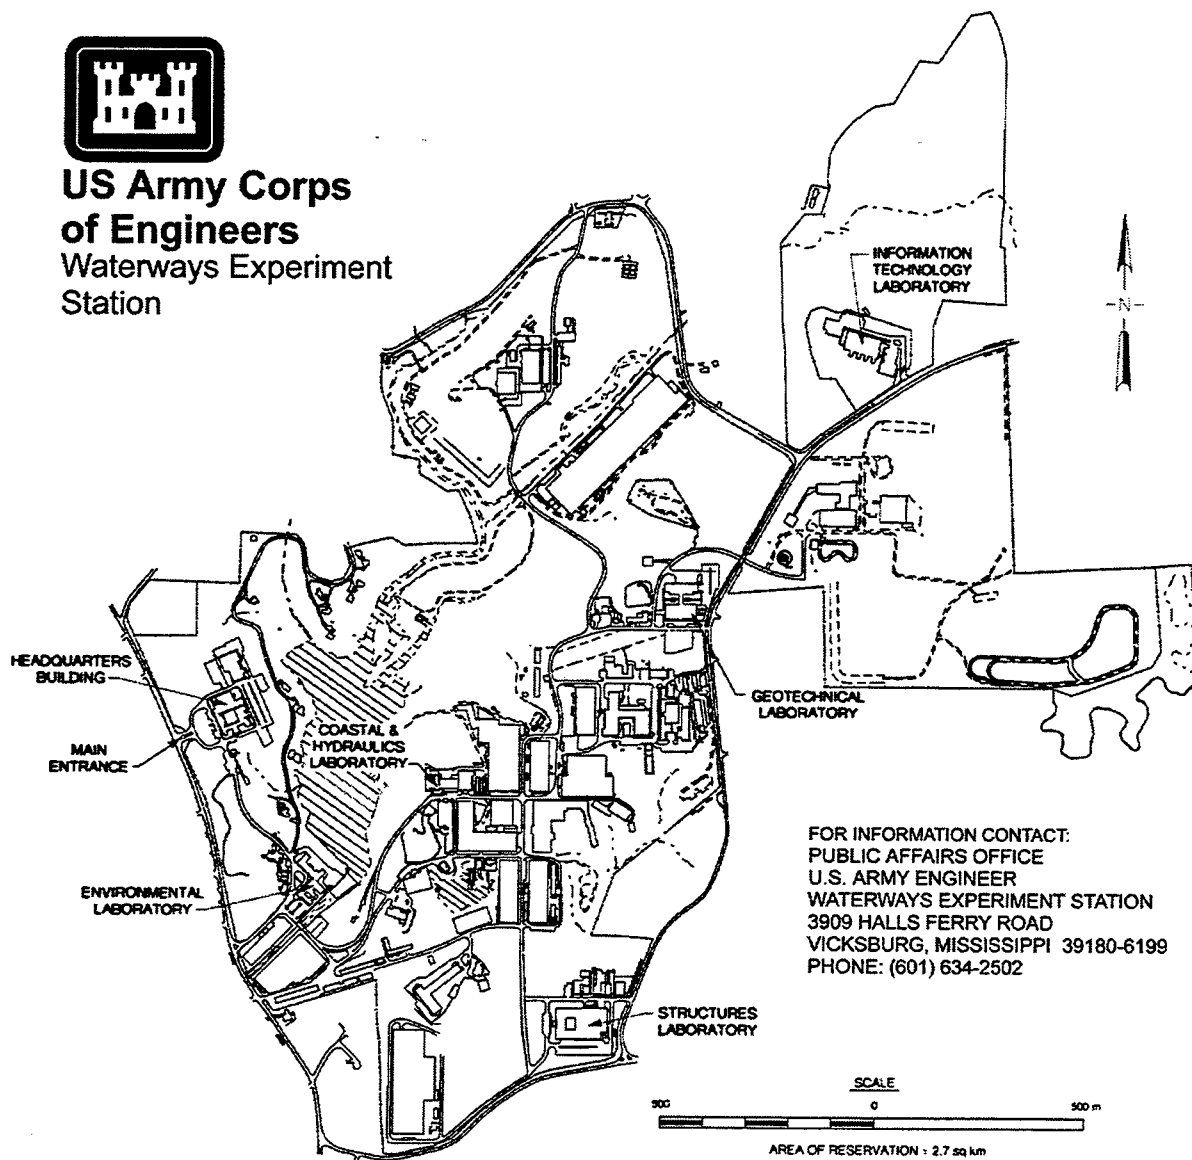 US Army Corps
of Engineers
Waterways Experiment
Station
INFORMATION
TECHNOLOGY
LABORATORY
-N-
HEADQUARTERS
BUILDING
MAIN
ENTRANCE
COASTAL &
HYDRAULICS
LABORATORY
GEOTECHNICAL
LABORATORY
ENVIRONMENTAL
LABORATORY
FOR INFORMATION CONTACT:
PUBLIC AFFAIRS OFFICE
U.S. ARMY ENGINEER
WATERWAYS EXPERIMENT STATION
3909 HALLS FERRY ROAD
VICKSBURG, MISSISSIPPI 39180-6199
PHONE: (601) 634-2502
STRUCTURES
LABORATORY
SCALE
500 0 500 m
AREA OF RESERVATION : 2.7 sq km